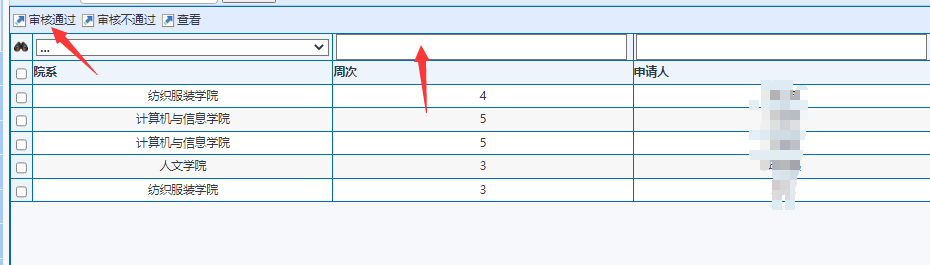 审核通过 审核不通过 查看
...
院系 周次 申请人
纺织服装学院 4
计算机与信息学院 5
计算机与信息学院 5
人文学院 3
纺织服装学院 3